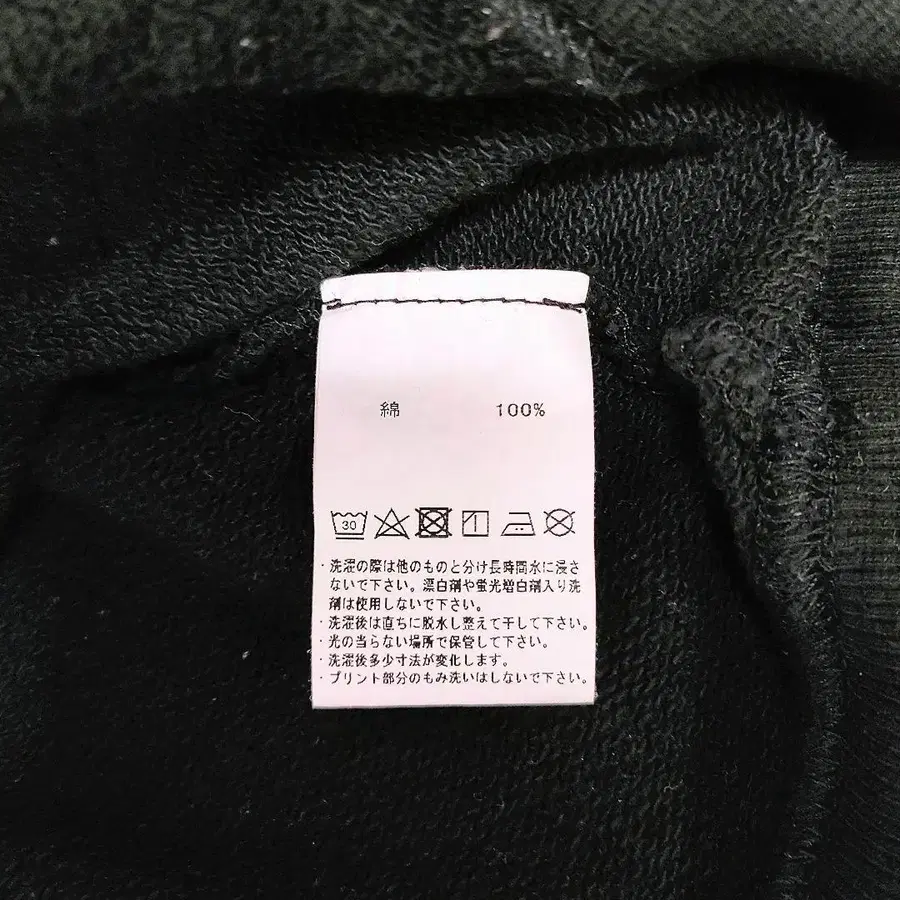 綿 100%
30
・洗濯の際は他のものと分け長時間水に浸さ
ないで下さい。漂白剤や蛍光増白剤入り洗
剤は使用しないで下さい。
・洗濯後は直ちに脱水し整えて干して下さい。
・光の当らない場所で保管して下さい。
・洗濯後多少寸法が変化します。
・プリント部分のもみ洗いはしないで下さい。